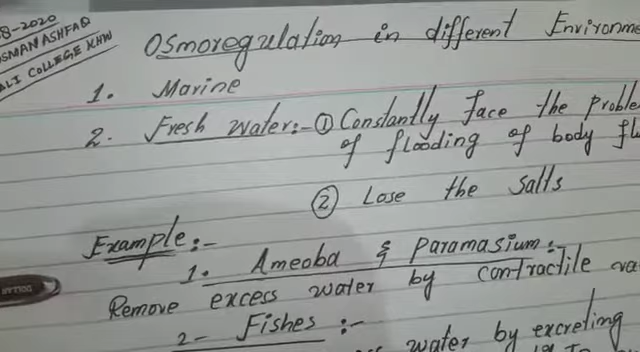 8-2020
OSMAN ASHFAQ
ALI COLLEGE KHW
Osmoregulation in different Environme
1. Marine
2. Fresh water:- ① Constantly face the proble
of flooding of body flu
② Lose the salts
Example:-
1. Ameoba & Paramasium:-
Remove excess water by contractile va
2- Fishes :-
water by excreting